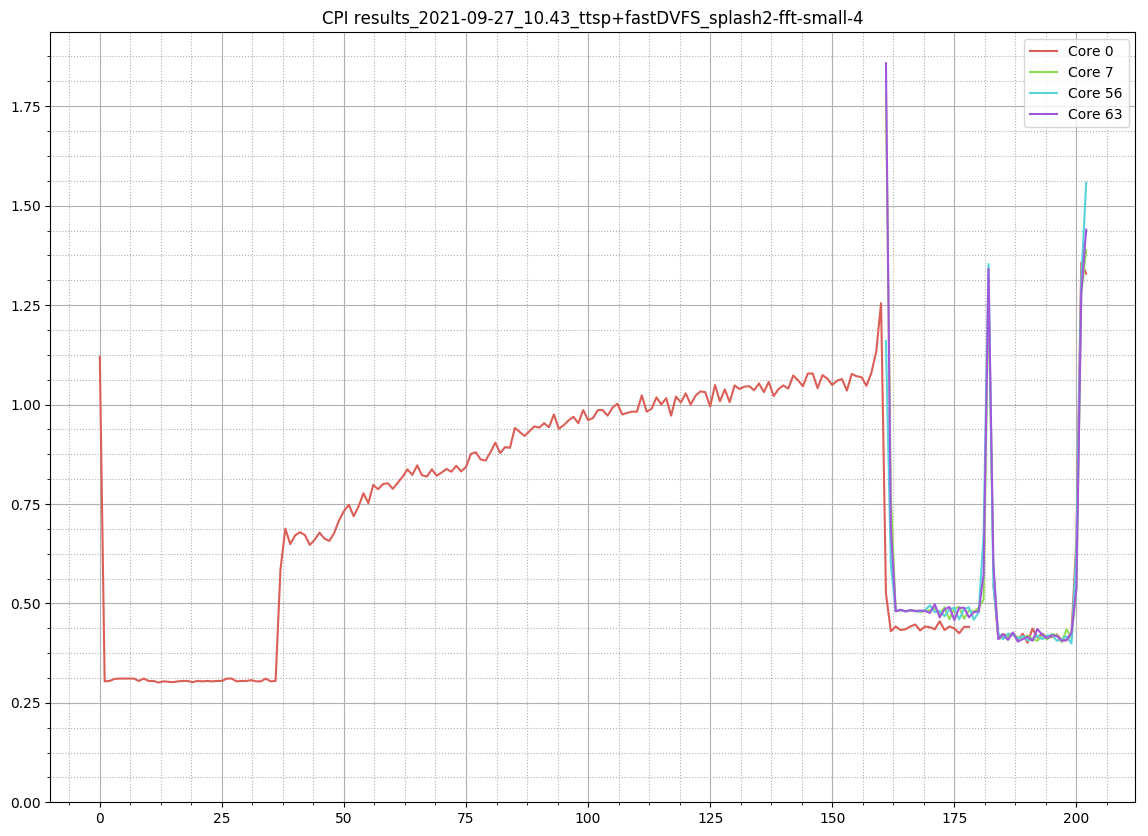 CPI results_2021-09-27_10.43_ttsp+fastDVFS_splash2-fft-small-4
Core 0
Core 7
Core 56
Core 63
1.75
1.50
1.25
1.00
0.75
0.50
0.25
0.00
0 25 50 75 100 125 150 175 200